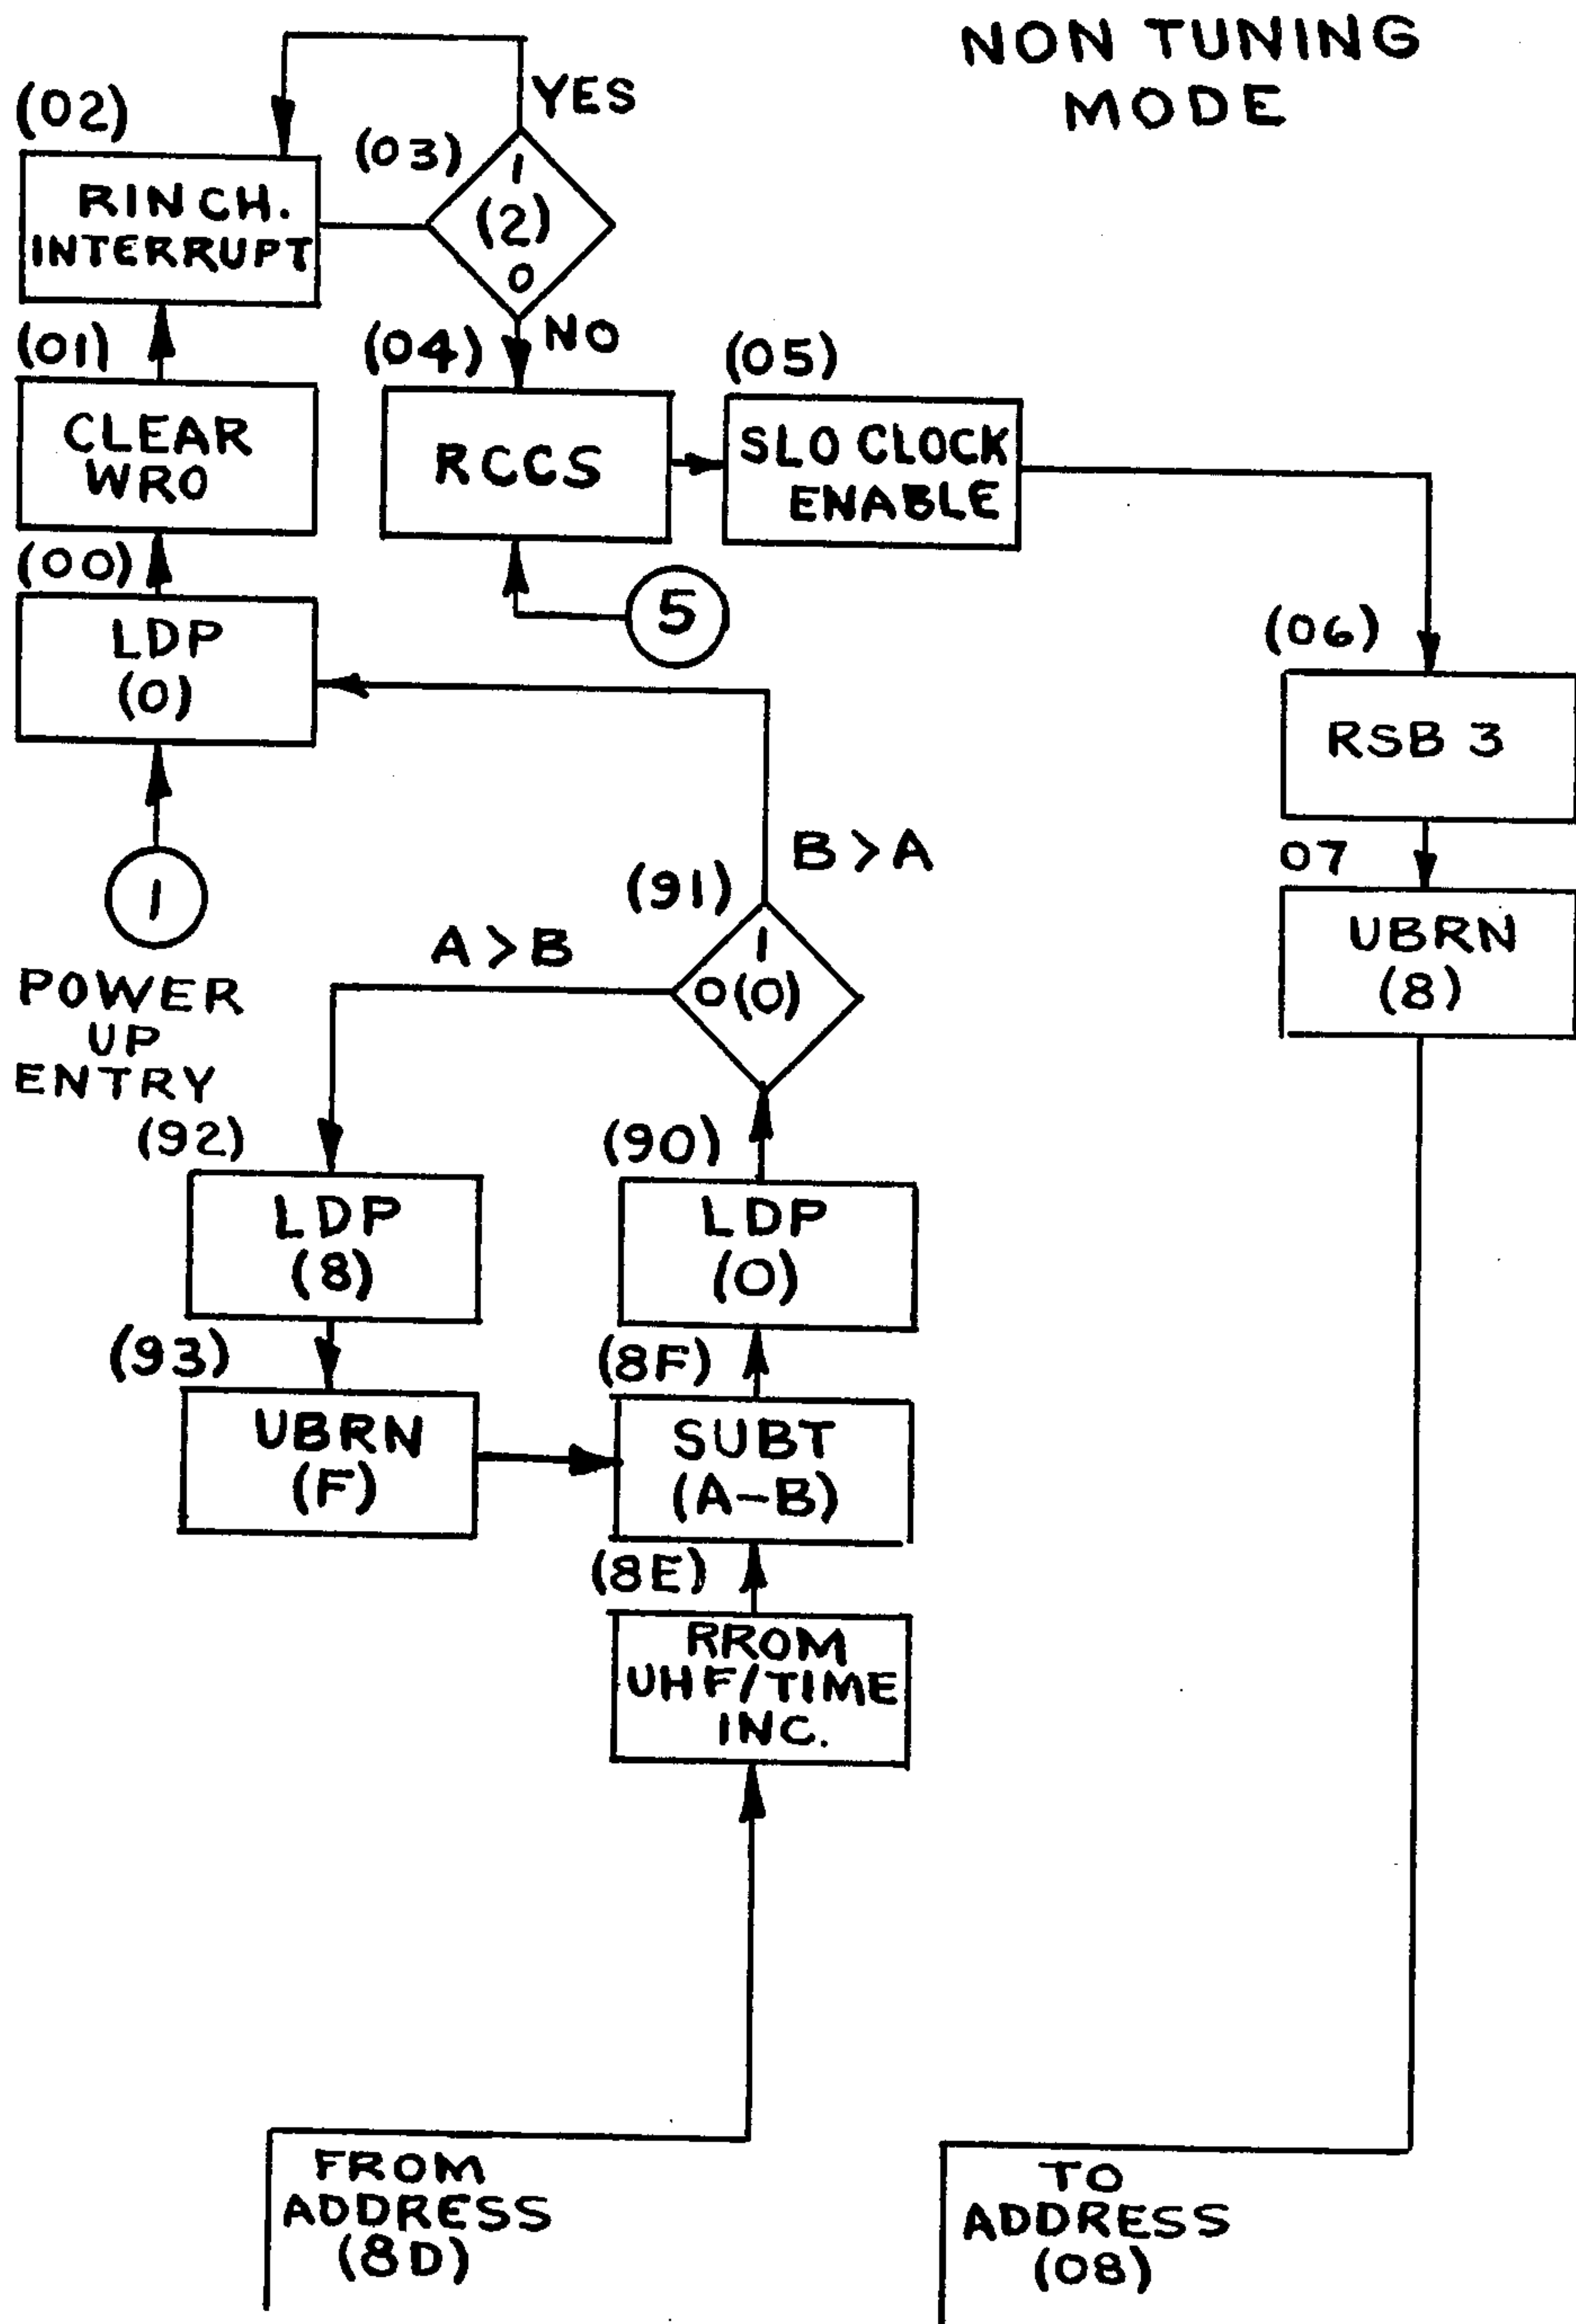 NON TUNING
MODE
YES
(02)
(03)
RINCH.
INTERRUPT
1
(2)
0
NO
(01)
(04)
(05)
CLEAR
WRO
RCCS
SLO CLOCK
ENABLE
(00)
LDP
(0)
5
(06)
RSB 3
1
POWER
UP
ENTRY
B>A
(91)
A>B
1
0(0)
07
UBRN
(8)
(92)
(90)
LDP
(8)
LDP
(0)
(93)
(8F)
UBRN
(F)
SUBT
(A-B)
(8E)
RROM
UHF/TIME
INC.
FROM
ADDRESS
(8D)
TO
ADDRESS
(08)